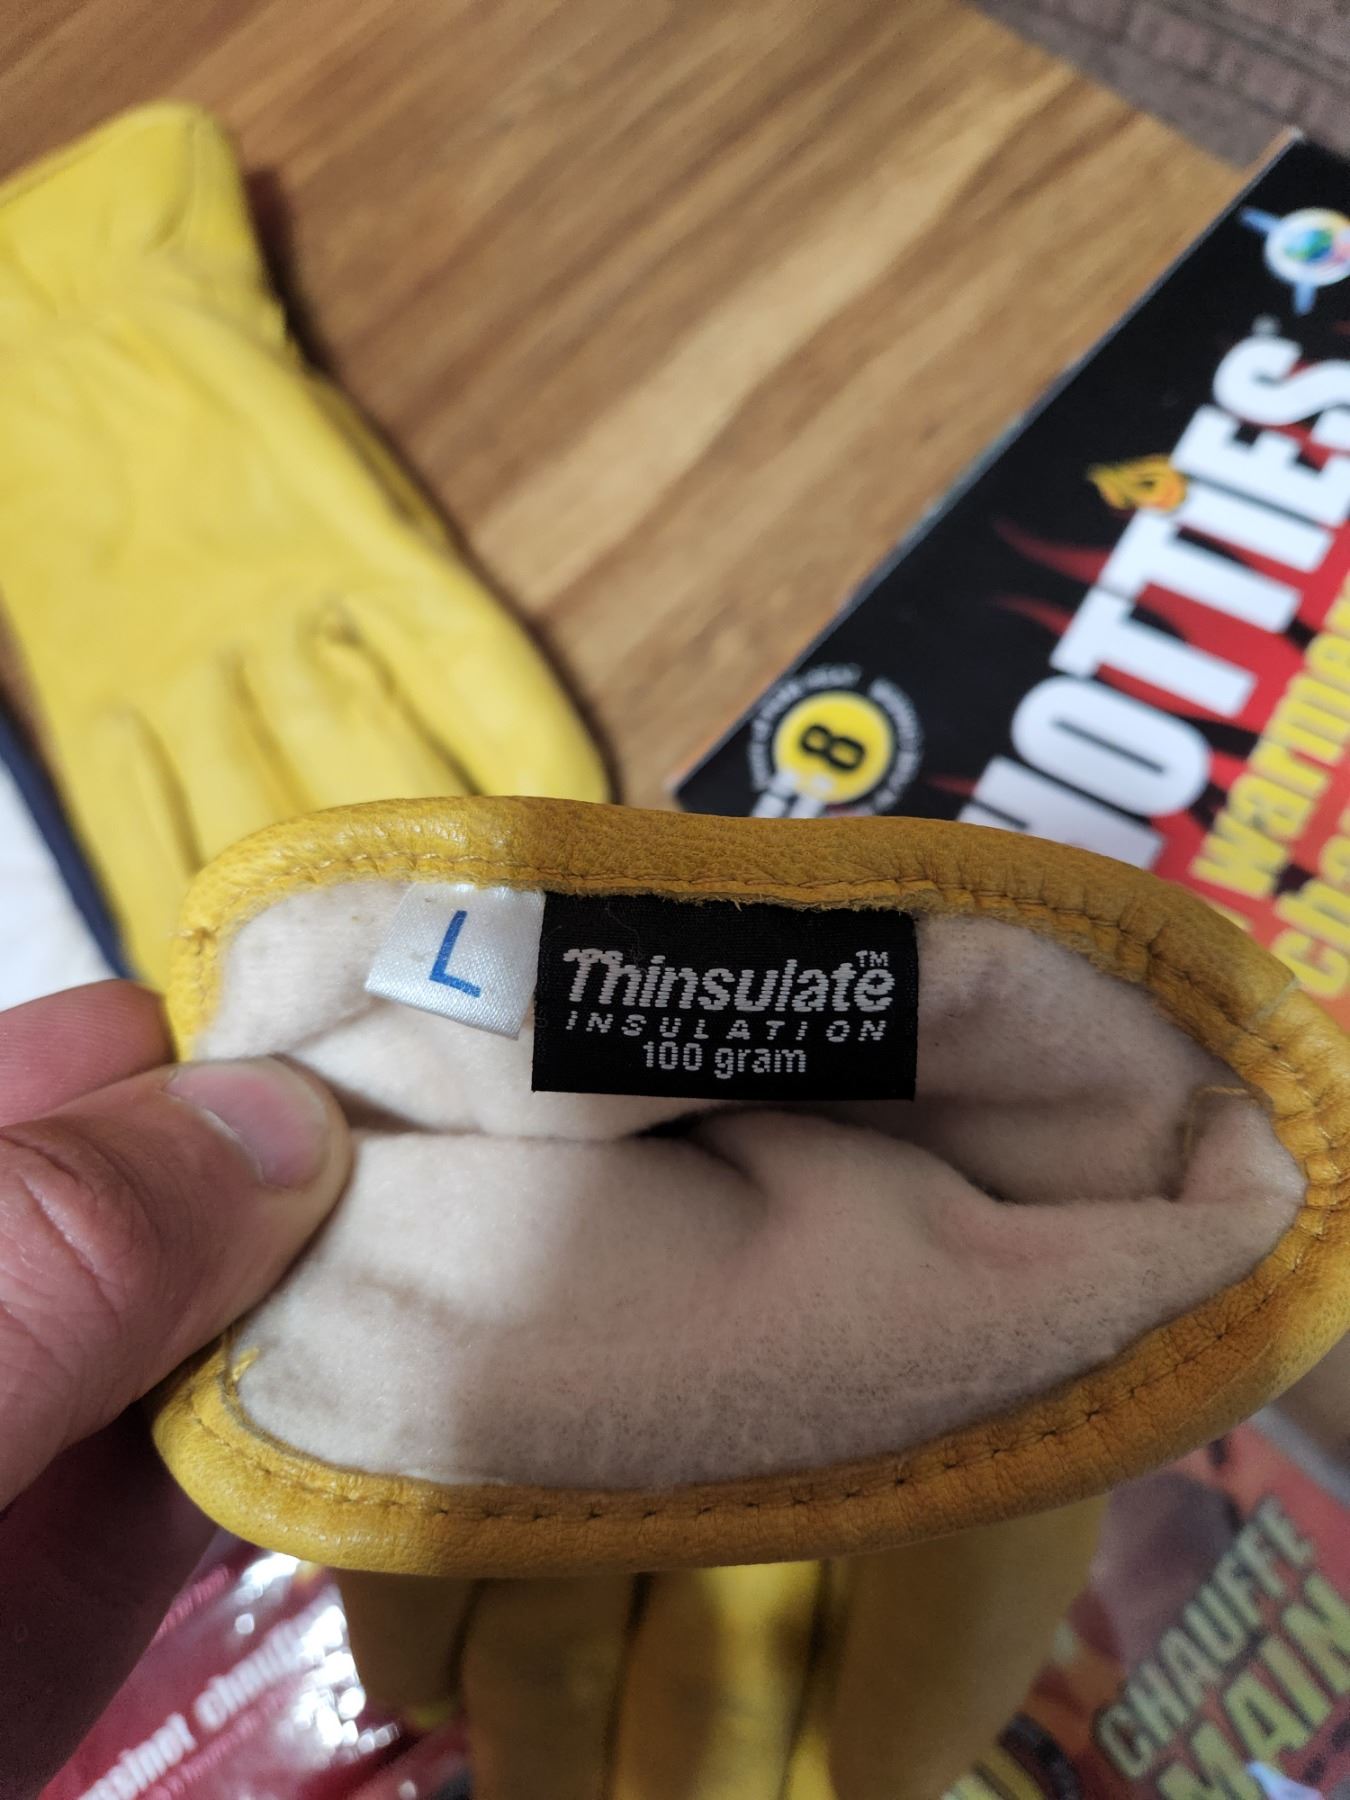 HOTTIES
warmer
8
L
Thinsulate™
INSULATION
100 gram
CHAUFFE
MAIN